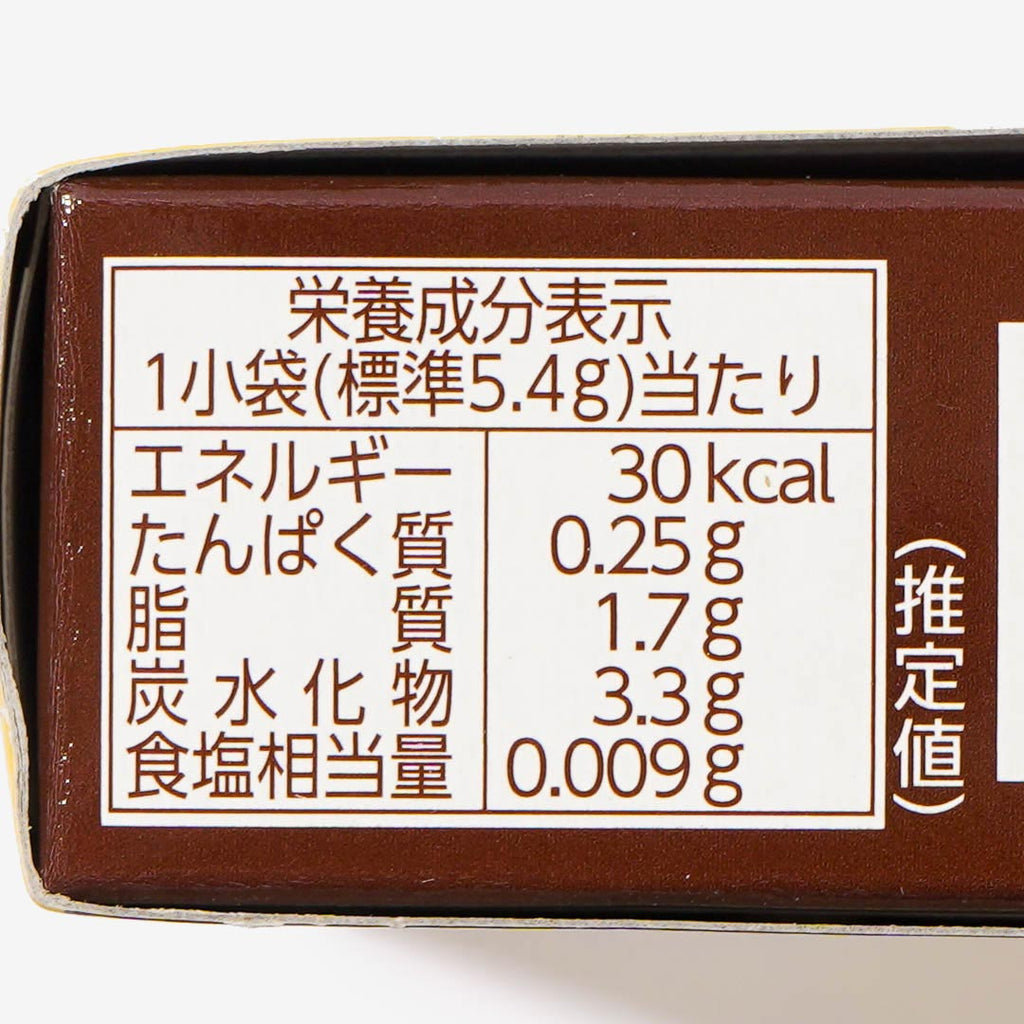 栄養成分表示
1小袋(標準5.4g)当たり
エネルギー 30kcal
たんぱく質 0.25g
脂質 1.7g
炭水化物 3.3g
食塩相当量 0.009g
(推定値)